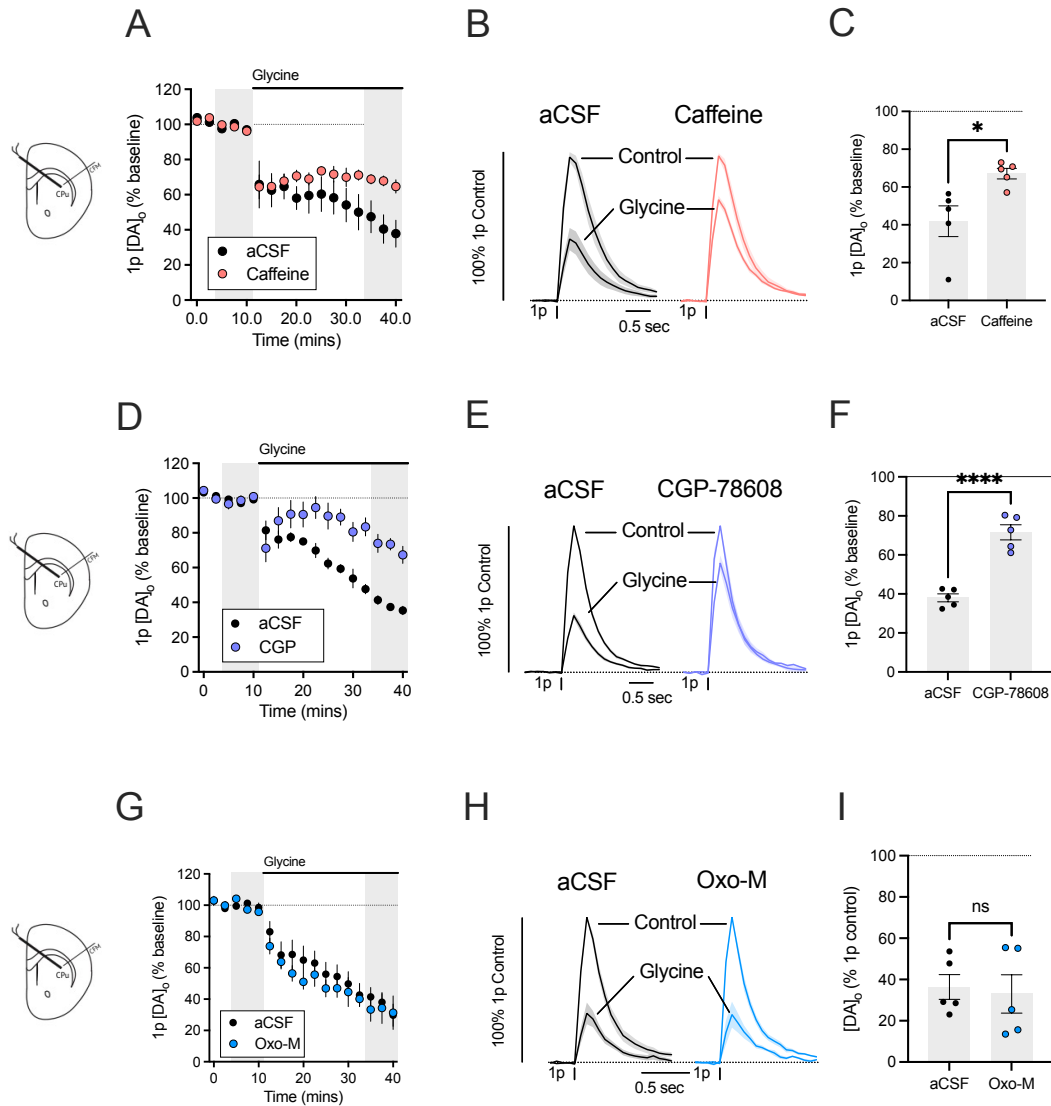 A
B
C
Glycine
120
100
80
60
40
20
0
0.0
10.0
20.0
30.0
40.0
1p [DA]o (% baseline)
Time (mins)
aCSF
Caffeine
CPu
CFM
aCSF
Caffeine
Control
Glycine
100% 1p Control
1p
1p
0.5 sec
100
80
60
40
20
0
1p [DA]o (% baseline)
*
aCSF
Caffeine
D
E
F
Glycine
120
100
80
60
40
20
0
0
10
20
30
40
1p [DA]o (% baseline)
Time (mins)
aCSF
CGP
CPu
CFM
aCSF
CGP-78608
Control
Glycine
100% 1p Control
1p
1p
0.5 sec
120
100
80
60
40
20
0
1p [DA]o (% baseline)
****
aCSF
CGP-78608
G
H
I
Glycine
120
100
80
60
40
20
0
0.0
10
20
30
40
1p [DA]o (% baseline)
Time (mins)
aCSF
Oxo-M
CPu
CFM
aCSF
Oxo-M
Control
Glycine
100% 1p Control
1p
1p
0.5 sec
100
80
60
40
20
0
[DA]o (% 1p control)
ns
aCSF
Oxo-M